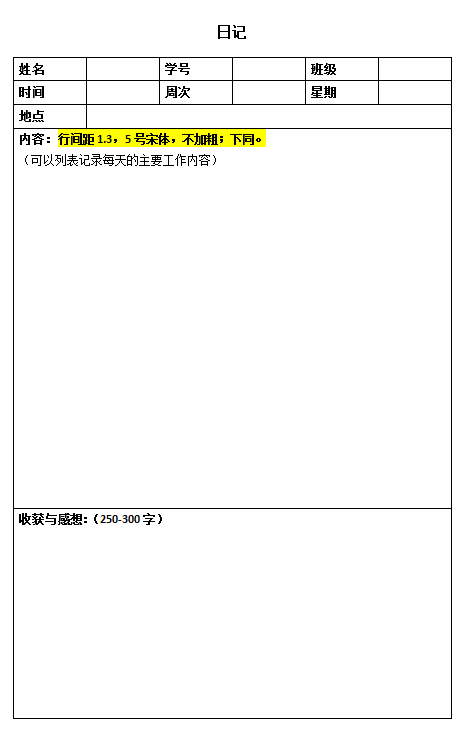 日记
姓名 学号 班级
时间 周次 星期
地点
内容：行间距 1.3，5 号宋体，不加粗；下同。
（可以列表记录每天的主要工作内容）
收获与感想:（250-300 字）